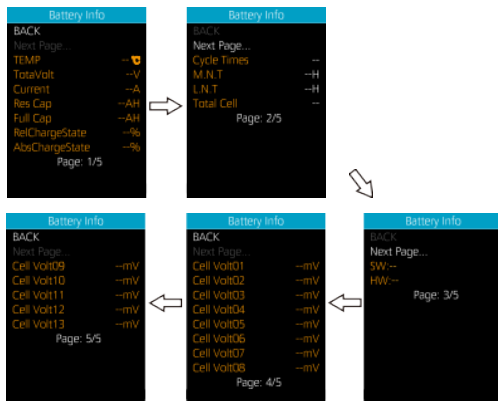 Battery Info
BACK
Next Page...
TEMP --
TotaVolt --V
Current --A
Res Cap --AH
Full Cap --AH
RelChargeState --%
AbsChargeState --%
Page: 1/5
Battery Info
BACK
Next Page...
Cycle Times --
M.N.T --H
L.N.T --H
Total Cell --
Page: 2/5
Battery Info
BACK
Next Page...
SW:--
HW:--
Page: 3/5
Battery Info
BACK
Next Page...
Cell Volt01 --mV
Cell Volt02 --mV
Cell Volt03 --mV
Cell Volt04 --mV
Cell Volt05 --mV
Cell Volt06 --mV
Cell Volt07 --mV
Cell Volt08 --mV
Page: 4/5
Battery Info
BACK
Next Page...
Cell Volt09 --mV
Cell Volt10 --mV
Cell Volt11 --mV
Cell Volt12 --mV
Cell Volt13 --mV
Page: 5/5